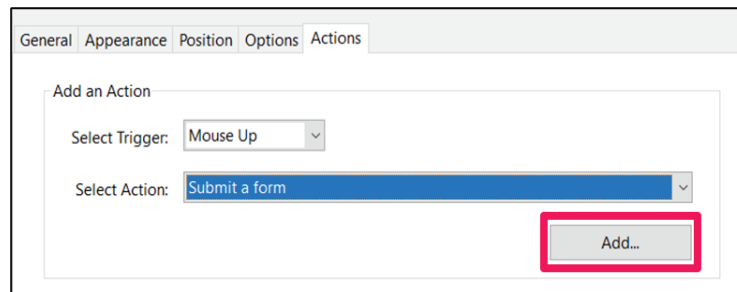 General Appearance Position Options Actions
Add an Action
Select Trigger: Mouse Up
Select Action: Submit a form
Add...